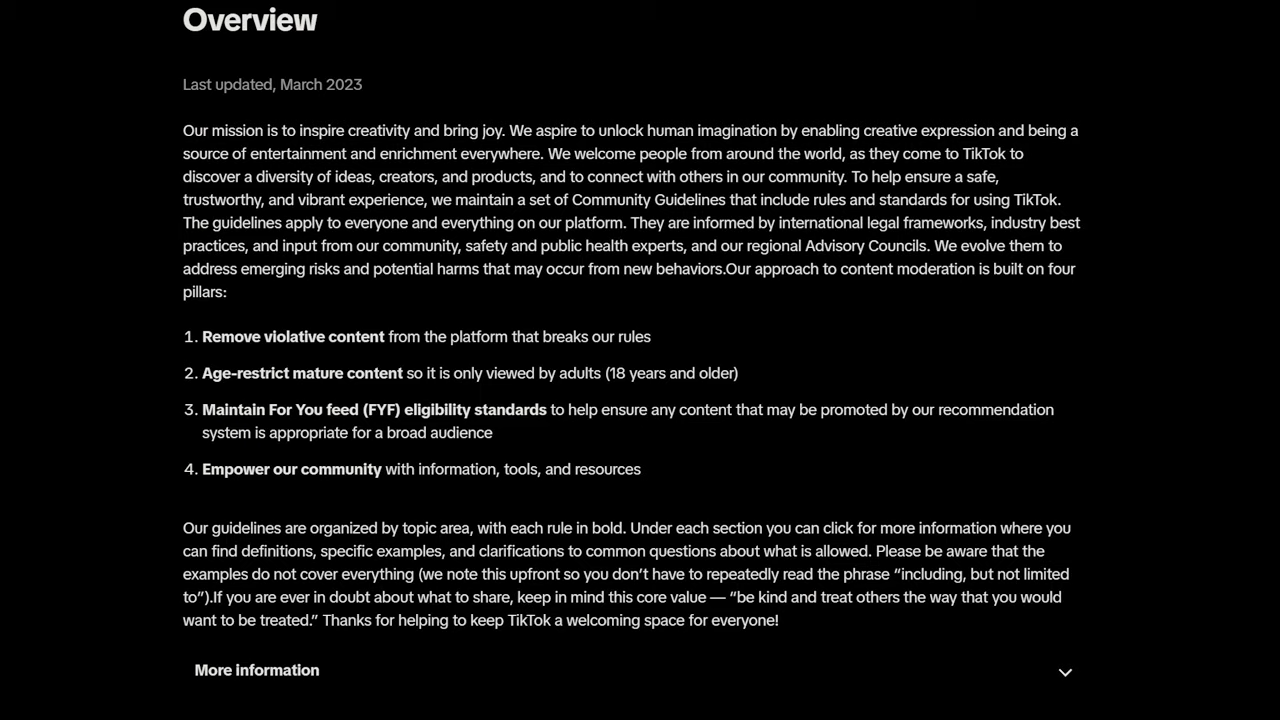 Overview
Last updated, March 2023
Our mission is to inspire creativity and bring joy. We aspire to unlock human imagination by enabling creative expression and being a
source of entertainment and enrichment everywhere. We welcome people from around the world, as they come to TikTok to
discover a diversity of ideas, creators, and products, and to connect with others in our community. To help ensure a safe,
trustworthy, and vibrant experience, we maintain a set of Community Guidelines that include rules and standards for using TikTok.
The guidelines apply to everyone and everything on our platform. They are informed by international legal frameworks, industry best
practices, and input from our community, safety and public health experts, and our regional Advisory Councils. We evolve them to
address emerging risks and potential harms that may occur from new behaviors.Our approach to content moderation is built on four
pillars:
1. Remove violative content from the platform that breaks our rules
2. Age-restrict mature content so it is only viewed by adults (18 years and older)
3. Maintain For You feed (FYF) eligibility standards to help ensure any content that may be promoted by our recommendation
system is appropriate for a broad audience
4. Empower our community with information, tools, and resources
Our guidelines are organized by topic area, with each rule in bold. Under each section you can click for more information where you
can find definitions, specific examples, and clarifications to common questions about what is allowed. Please be aware that the
examples do not cover everything (we note this upfront so you don’t have to repeatedly read the phrase “including, but not limited
to”).If you are ever in doubt about what to share, keep in mind this core value — “be kind and treat others the way that you would
want to be treated.” Thanks for helping to keep TikTok a welcoming space for everyone!
More information